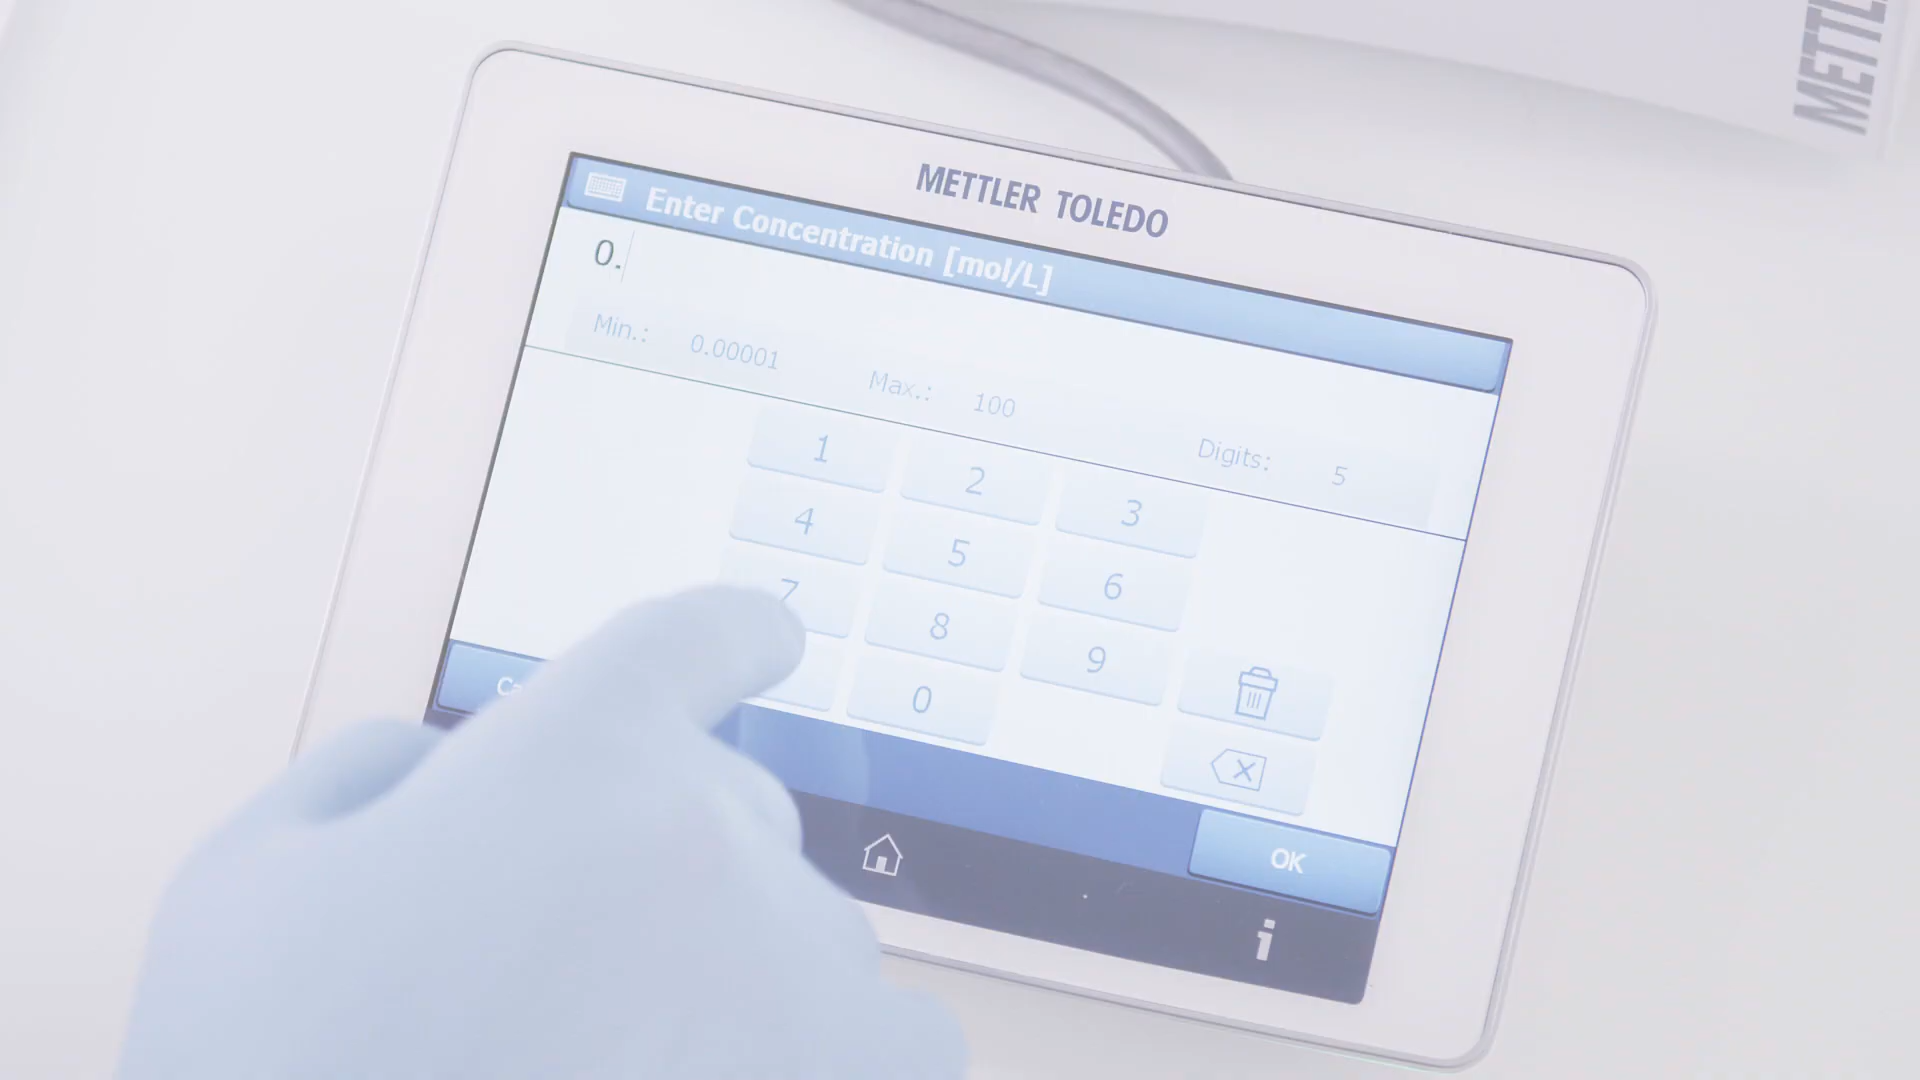 METTLER TOLEDO
Enter Concentration [mol/L]
0.
Min.: 0.00001 Max.: 100 Digits: 5
1 2 3
4 5 6
7 8 9
0
OK
i